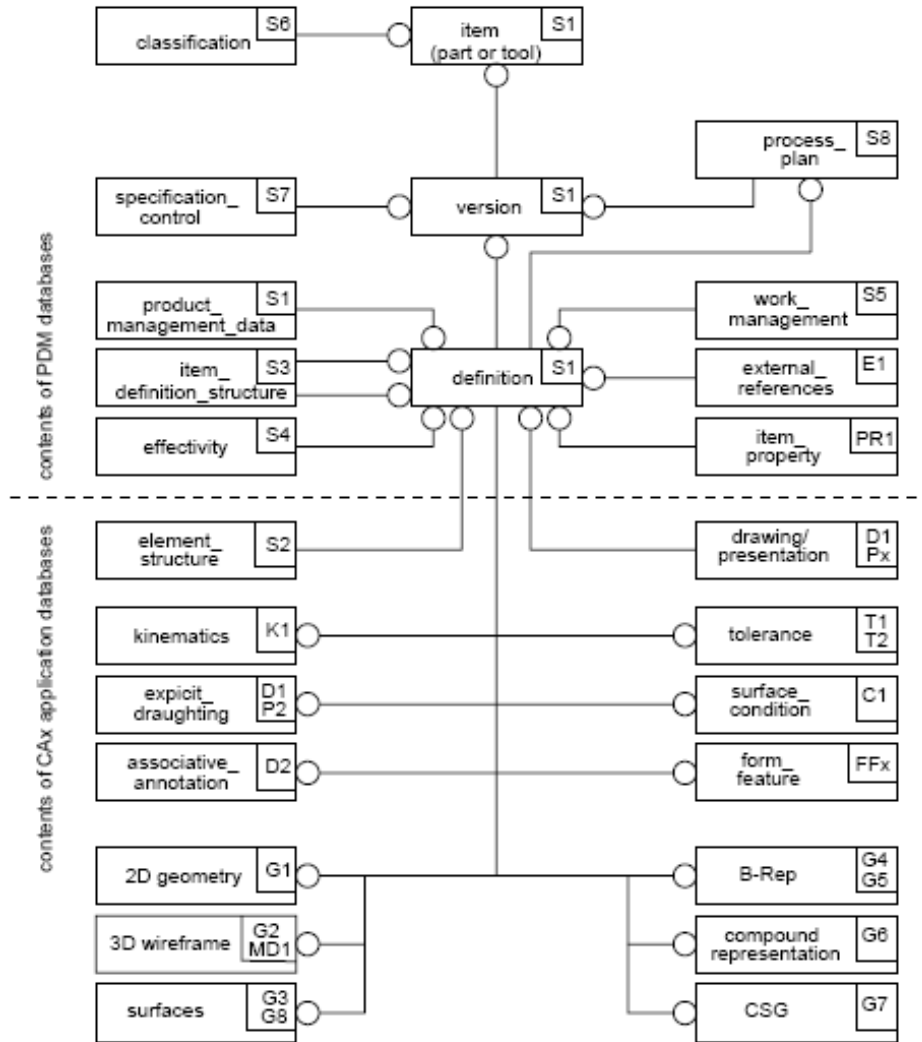 classification S6
item S1
(part or tool)
process_ S8
plan
specification_ S7
control
version S1
product_ S1
management_data
work_ S5
management
item_ S3
definition_structure
definition S1
external_ E1
references
effectivity S4
item_ PR1
property
contents of PDM databases
element_ S2
structure
drawing/ D1
presentation Px
kinematics K1
tolerance T1
T2
expicit_ D1
draughting P2
surface_ C1
condition
associative_ D2
annotation
form_ FFx
feature
contents of CAx application databases
2D geometry G1
B-Rep G4
G5
3D wireframe G2
MD1
compound G6
representation
surfaces G3
G8
CSG G7